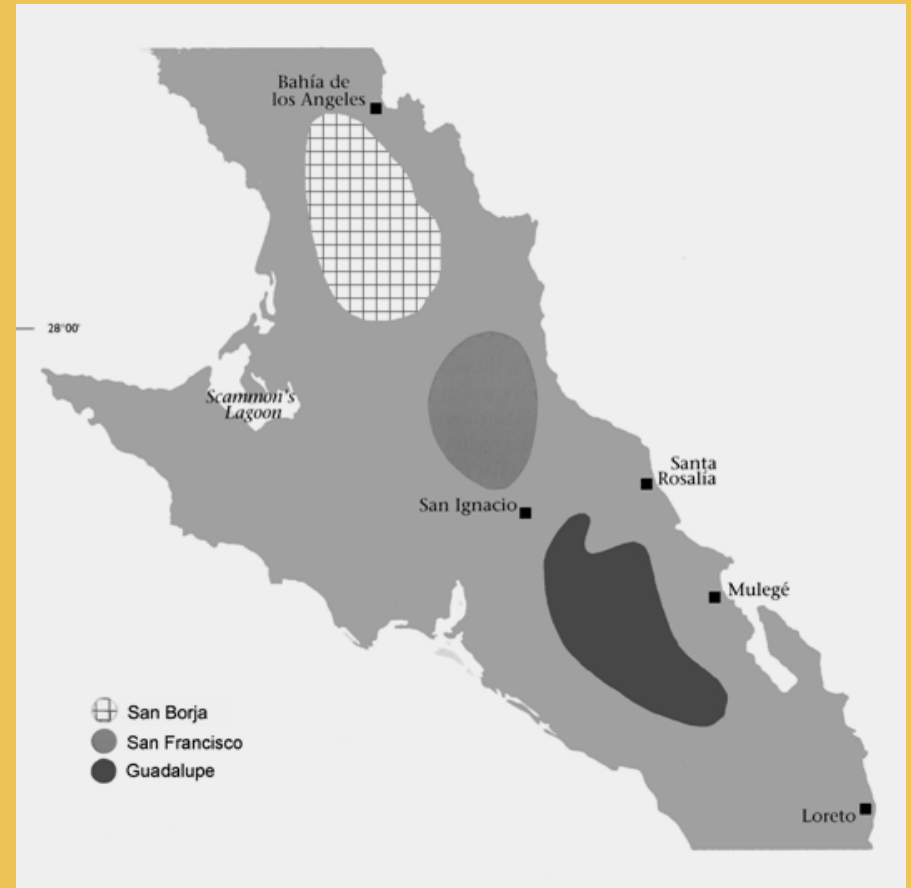 Bahía de
los Angeles
28°00'
Scammon's
Lagoon
Santa
Rosalía
San Ignacio
Mulegé
San Borja
San Francisco
Guadalupe
Loreto